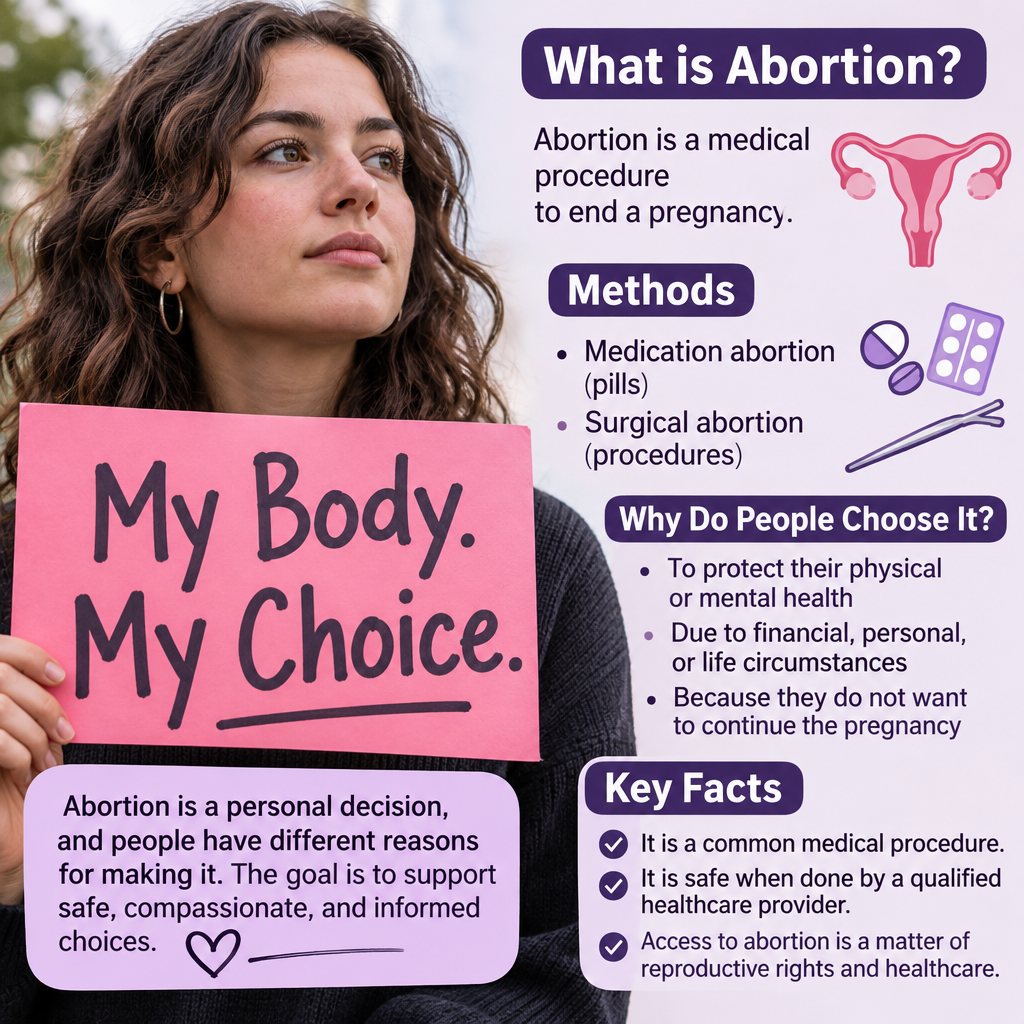 What is Abortion?
Abortion is a medical
procedure
to end a pregnancy.
Methods
• Medication abortion
(pills)
• Surgical abortion
(procedures)
Why Do People Choose It?
• To protect their physical
or mental health
• Due to financial, personal,
or life circumstances
• Because they do not want
to continue the pregnancy
Key Facts
It is a common medical procedure.
It is safe when done by a qualified
healthcare provider.
Access to abortion is a matter of
reproductive rights and healthcare.
My Body.
My Choice.
Abortion is a personal decision,
and people have different reasons
for making it. The goal is to support
safe, compassionate, and informed
choices.